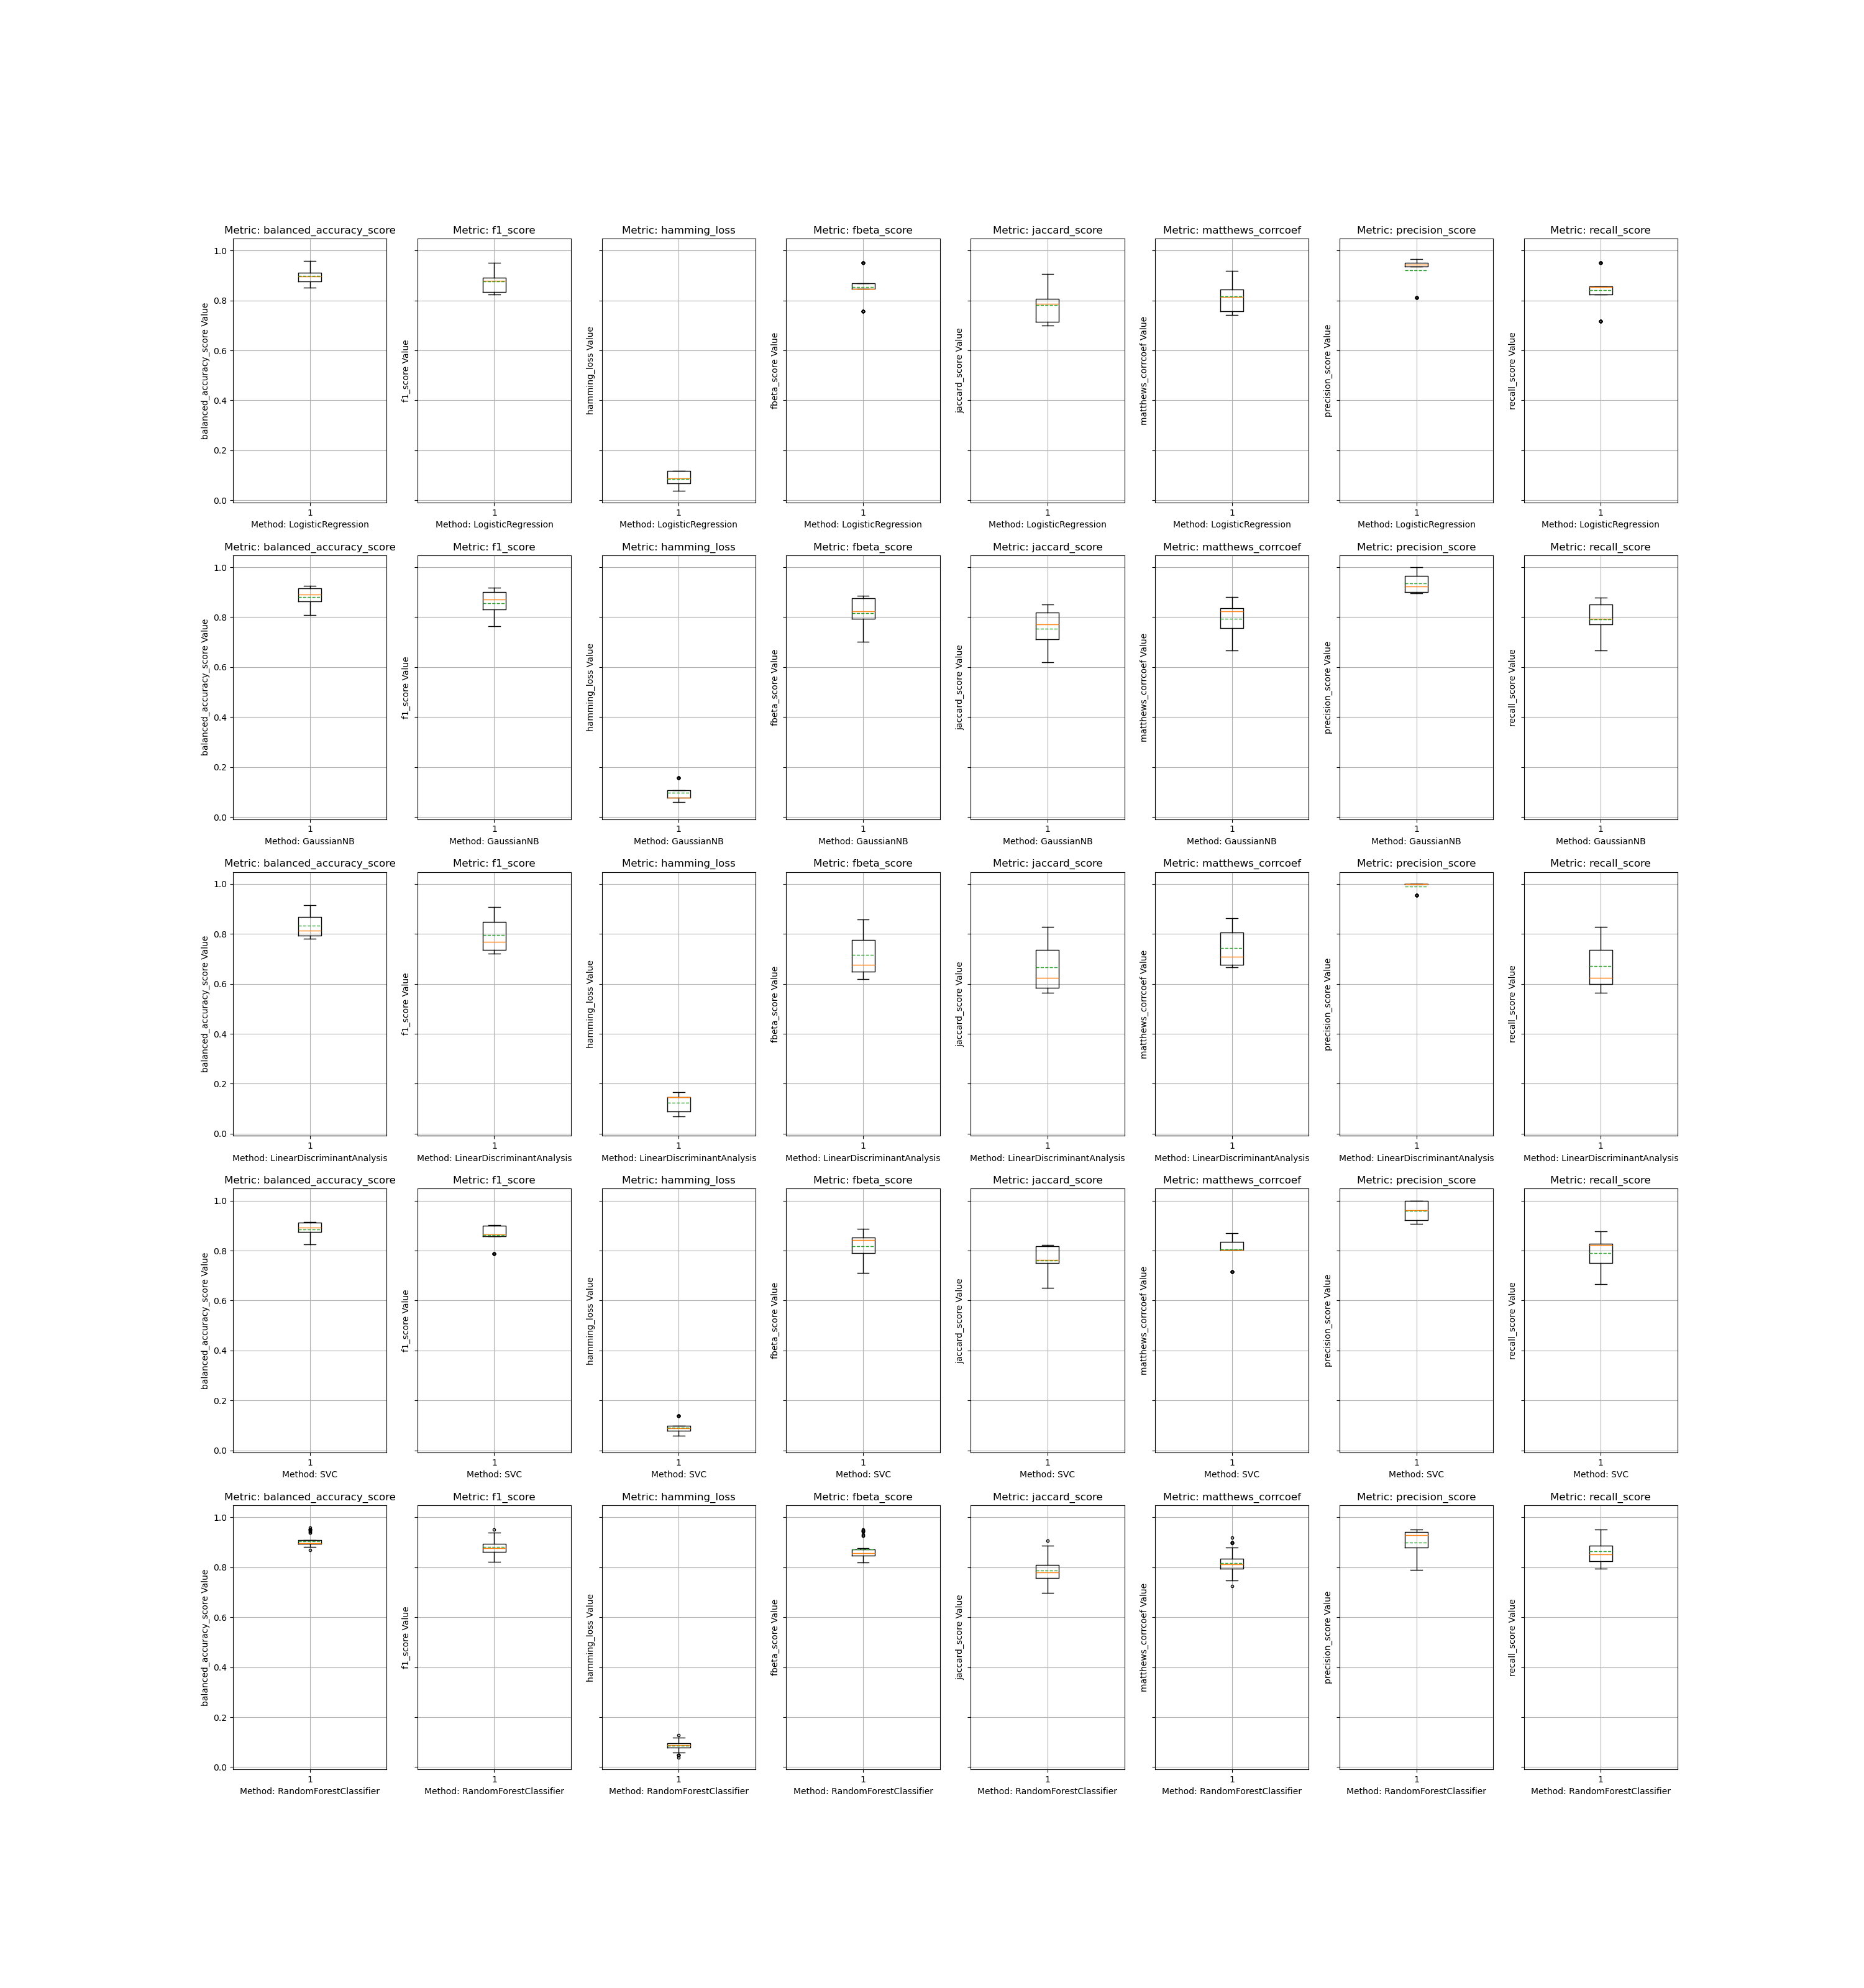 Metric: balanced_accuracy_score Metric: f1_score Metric: hamming_loss Metric: fbeta_score Metric: jaccard_score Metric: matthews_corrcoef Metric: precision_score Metric: recall_score
1.0
0.8
0.6
0.4
0.2
0.0
balanced_accuracy_score Value
f1_score Value
hamming_loss Value
fbeta_score Value
jaccard_score Value
matthews_corrcoef Value
precision_score Value
recall_score Value
1 1 1 1 1 1 1 1
Method: LogisticRegression Method: LogisticRegression Method: LogisticRegression Method: LogisticRegression Method: LogisticRegression Method: LogisticRegression Method: LogisticRegression Method: LogisticRegression
Metric: balanced_accuracy_score Metric: f1_score Metric: hamming_loss Metric: fbeta_score Metric: jaccard_score Metric: matthews_corrcoef Metric: precision_score Metric: recall_score
1.0
0.8
0.6
0.4
0.2
0.0
balanced_accuracy_score Value
f1_score Value
hamming_loss Value
fbeta_score Value
jaccard_score Value
matthews_corrcoef Value
precision_score Value
recall_score Value
1 1 1 1 1 1 1 1
Method: GaussianNB Method: GaussianNB Method: GaussianNB Method: GaussianNB Method: GaussianNB Method: GaussianNB Method: GaussianNB Method: GaussianNB
Metric: balanced_accuracy_score Metric: f1_score Metric: hamming_loss Metric: fbeta_score Metric: jaccard_score Metric: matthews_corrcoef Metric: precision_score Metric: recall_score
1.0
0.8
0.6
0.4
0.2
0.0
balanced_accuracy_score Value
f1_score Value
hamming_loss Value
fbeta_score Value
jaccard_score Value
matthews_corrcoef Value
precision_score Value
recall_score Value
1 1 1 1 1 1 1 1
Method: LinearDiscriminantAnalysis Method: LinearDiscriminantAnalysis Method: LinearDiscriminantAnalysis Method: LinearDiscriminantAnalysis Method: LinearDiscriminantAnalysis Method: LinearDiscriminantAnalysis Method: LinearDiscriminantAnalysis Method: LinearDiscriminantAnalysis
Metric: balanced_accuracy_score Metric: f1_score Metric: hamming_loss Metric: fbeta_score Metric: jaccard_score Metric: matthews_corrcoef Metric: precision_score Metric: recall_score
1.0
0.8
0.6
0.4
0.2
0.0
balanced_accuracy_score Value
f1_score Value
hamming_loss Value
fbeta_score Value
jaccard_score Value
matthews_corrcoef Value
precision_score Value
recall_score Value
1 1 1 1 1 1 1 1
Method: SVC Method: SVC Method: SVC Method: SVC Method: SVC Method: SVC Method: SVC Method: SVC
Metric: balanced_accuracy_score Metric: f1_score Metric: hamming_loss Metric: fbeta_score Metric: jaccard_score Metric: matthews_corrcoef Metric: precision_score Metric: recall_score
1.0
0.8
0.6
0.4
0.2
0.0
balanced_accuracy_score Value
f1_score Value
hamming_loss Value
fbeta_score Value
jaccard_score Value
matthews_corrcoef Value
precision_score Value
recall_score Value
1 1 1 1 1 1 1 1
Method: RandomForestClassifier Method: RandomForestClassifier Method: RandomForestClassifier Method: RandomForestClassifier Method: RandomForestClassifier Method: RandomForestClassifier Method: RandomForestClassifier Method: RandomForestClassifier